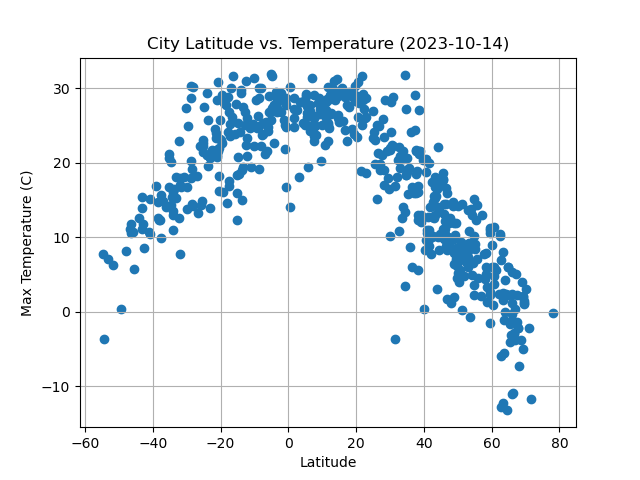 City Latitude vs. Temperature (2023-10-14)
30
20
10
0
−10
Max Temperature (C)
−60 −40 −20 0 20 40 60 80
Latitude